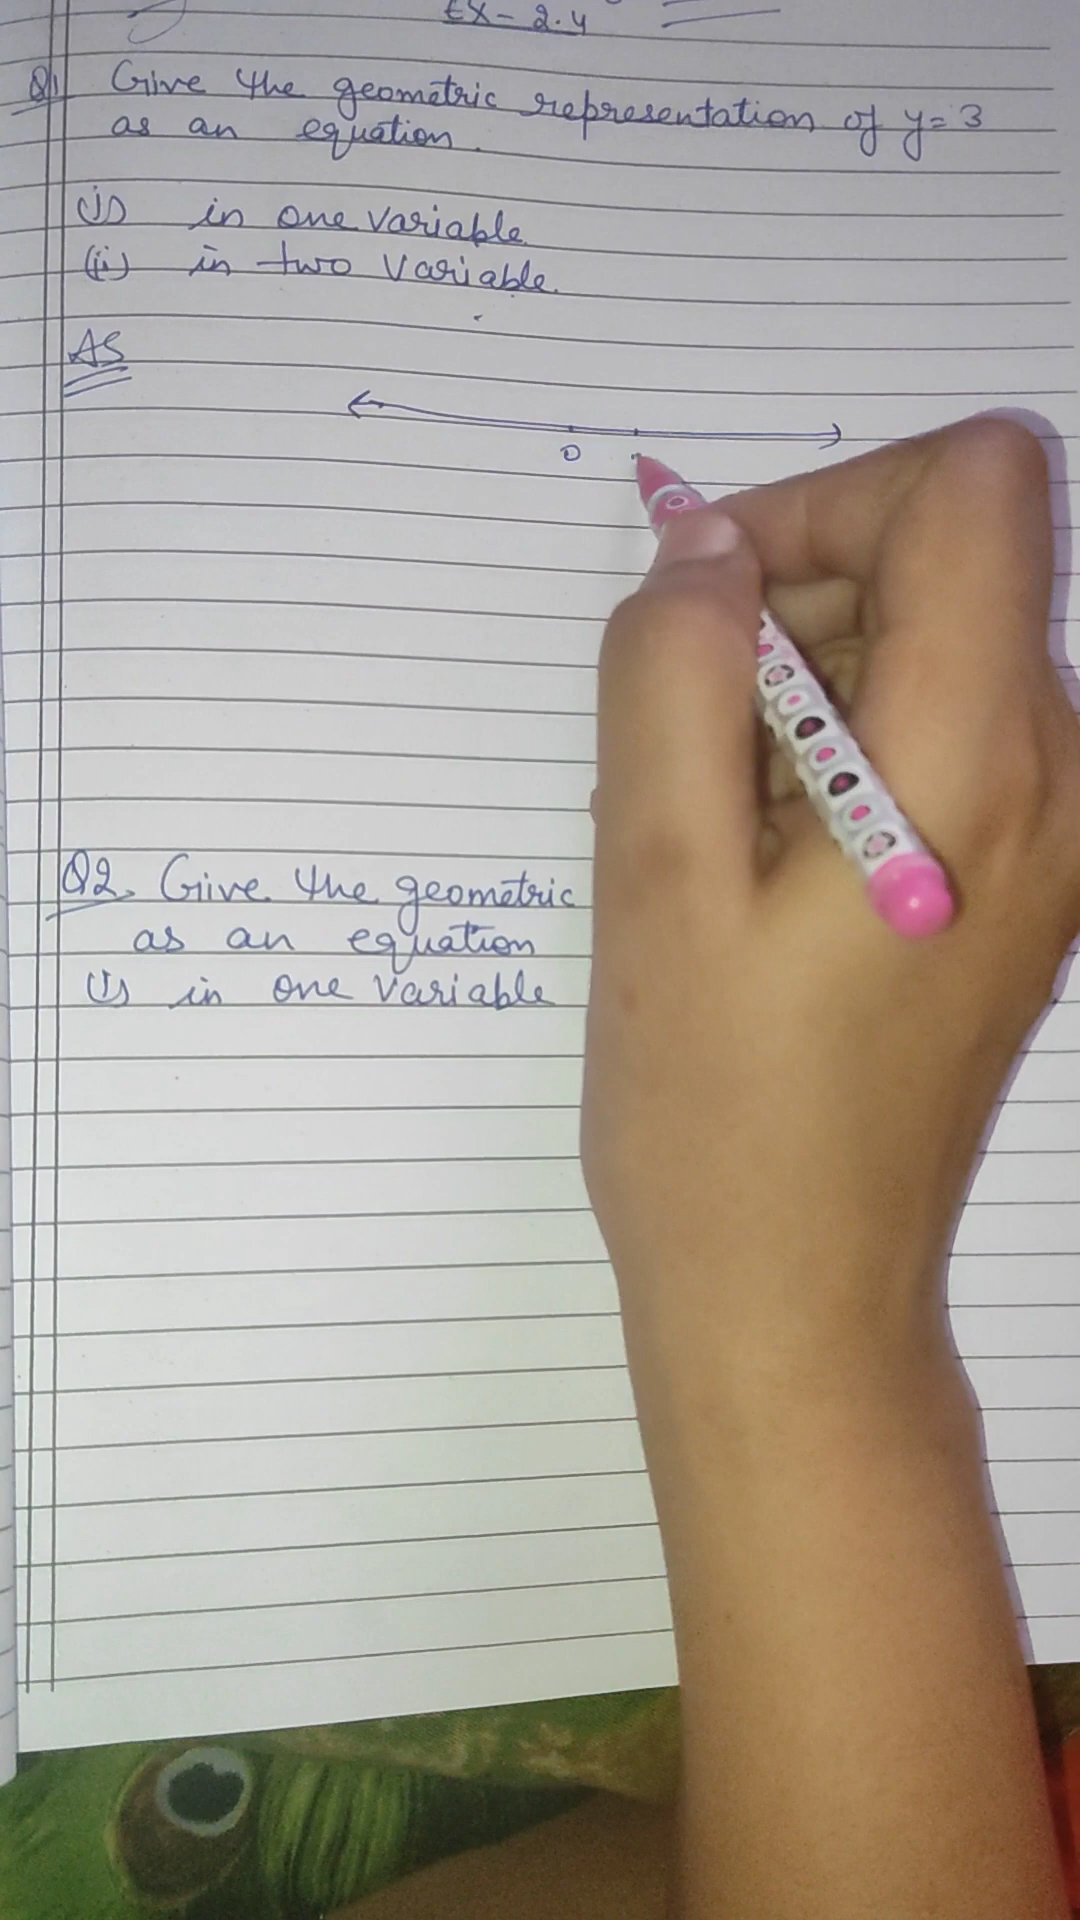 Ex - 2.4
Q1 Give the geometric representation of y = 3
as an equation.
(i) in one variable
(ii) in two variable.
AS
0
Q2. Give the geometric
as an equation
(i) in one variable